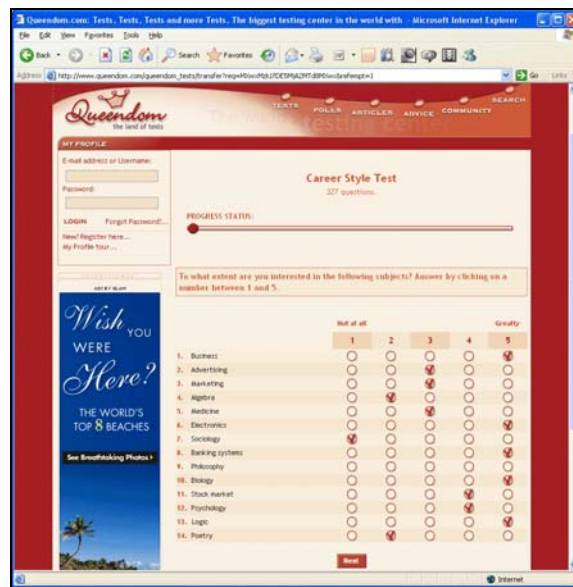 Queendom.com: Tests, Tests, Tests and more Tests, The biggest testing center in the world with - Microsoft Internet Explorer
File Edit View Favorites Tools Help
Back Search Favorites
Address Go Links
Queendom
the land of tests
TESTS POLLS ARTICLES ADVICE COMMUNITY SEARCH
testing center
MY PROFILE
E-mail address or Username:
Password:
LOGIN Forgot Password?...
New? Register here...
My Profile tour...
Career Style Test
327 questions.
PROGRESS STATUS:
To what extent are you interested in the following subjects? Answer by clicking on a
number between 1 and 5.
Not at all Greatly
1 2 3 4 5
1. Business
2. Advertising
3. Marketing
4. Algebra
5. Medicine
6. Electronics
7. Sociology
8. Banking systems
9. Philosophy
10. Biology
11. Stock market
12. Psychology
13. Logic
14. Poetry
Next
ADS BY GLAM
Wish YOU
WERE
Here?
THE WORLD'S
TOP 8 BEACHES
See Breathtaking Photos
Internet